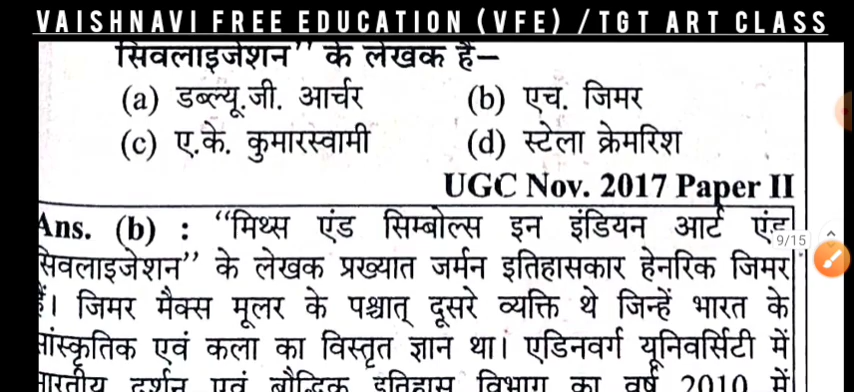 VAISHNAVI FREE EDUCATION (VFE) / TGT ART CLASS
सिवलाइजेशन'' के लेखक हैं–
(a) डब्ल्यू.जी. आर्चर (b) एच. जिमर
(c) ए.के. कुमारस्वामी (d) स्टेला क्रेमरिश
UGC Nov. 2017 Paper II
Ans. (b) : ‘‘मिथ्स एंड सिम्बोल्स इन इंडियन आर्ट एंड
9/15
सिवलाइजेशन’’ के लेखक प्रख्यात जर्मन इतिहासकार हेनरिक जिमर
हैं। जिमर मैक्स मूलर के पश्चात् दूसरे व्यक्ति थे जिन्हें भारत के
सांस्कृतिक एवं कला का विस्तृत ज्ञान था। एडिनवर्ग यूनिवर्सिटी में
भारतीय दर्शन एवं बौद्धिक इतिहास विभाग का वर्ष 2010 में